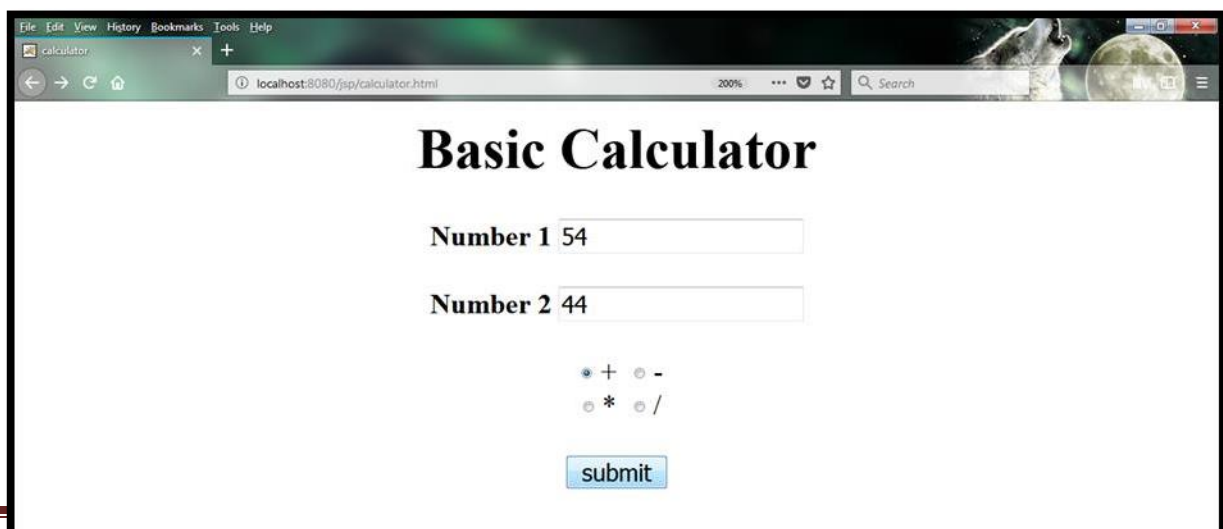 File Edit View History Bookmarks Tools Help
calculator
localhost:8080/jsp/calculator.html 200% Search
Basic Calculator
Number 1 54
Number 2 44
+ -
* /
submit